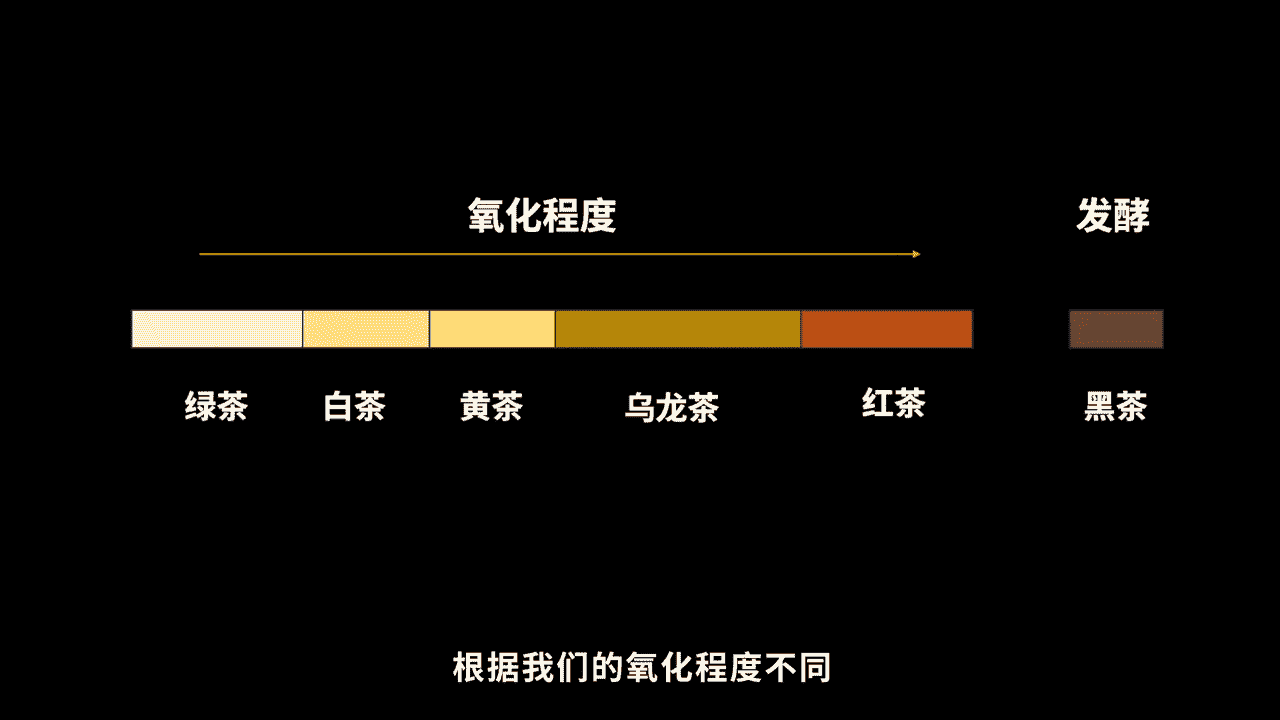 氧化程度
发酵
绿茶
白茶
黄茶
乌龙茶
红茶
黑茶
根据我们的氧化程度不同